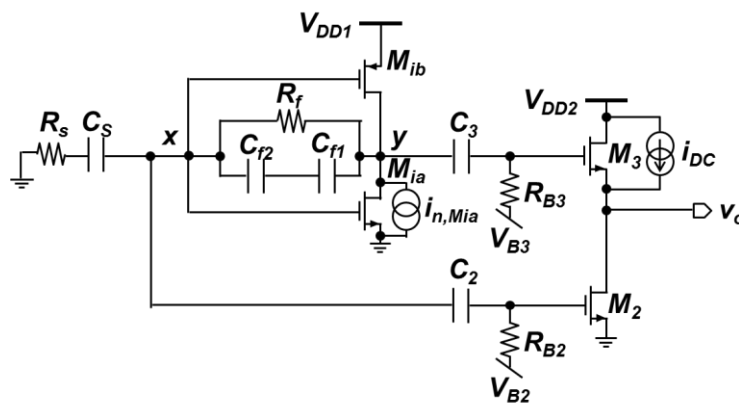 V_DD1
M_ib
R_f
V_DD2
R_s
C_S
x
C_f2
C_f1
y
C_3
M_3
i_DC
M_ia
i_n,Mia
R_B3
V_B3
v_o
C_2
M_2
R_B2
V_B2